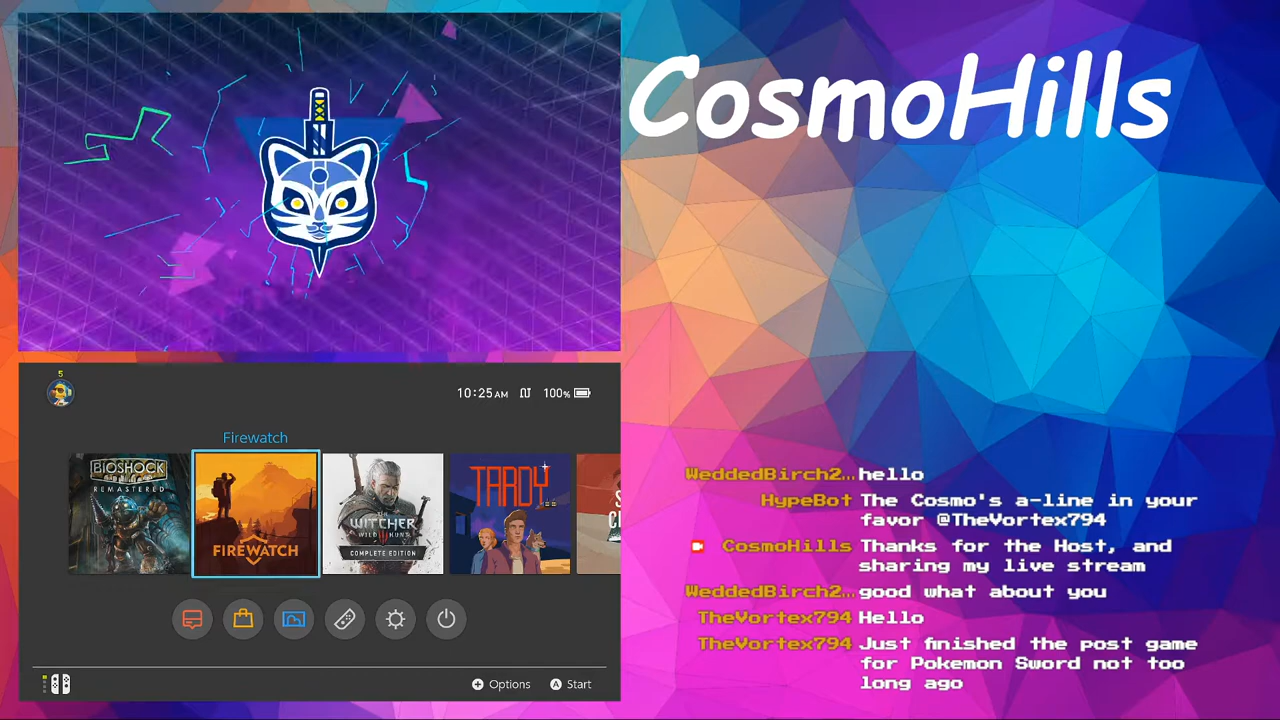 CosmoHills
5
10:25 AM
100%
Firewatch
BIOSHOCK
REMASTERED
FIREWATCH
THE
WITCHER
WILD HUNT
COMPLETE EDITION
TARDY
Options
Start
WeddedBirch2... hello
HypeBot The Cosmo's a-line in your
favor @TheVortex794
CosmoHills Thanks for the Host, and
sharing my live stream
WeddedBirch2... good what about you
TheVortex794 Hello
TheVortex794 Just finished the post game
for Pokemon Sword not too
long ago